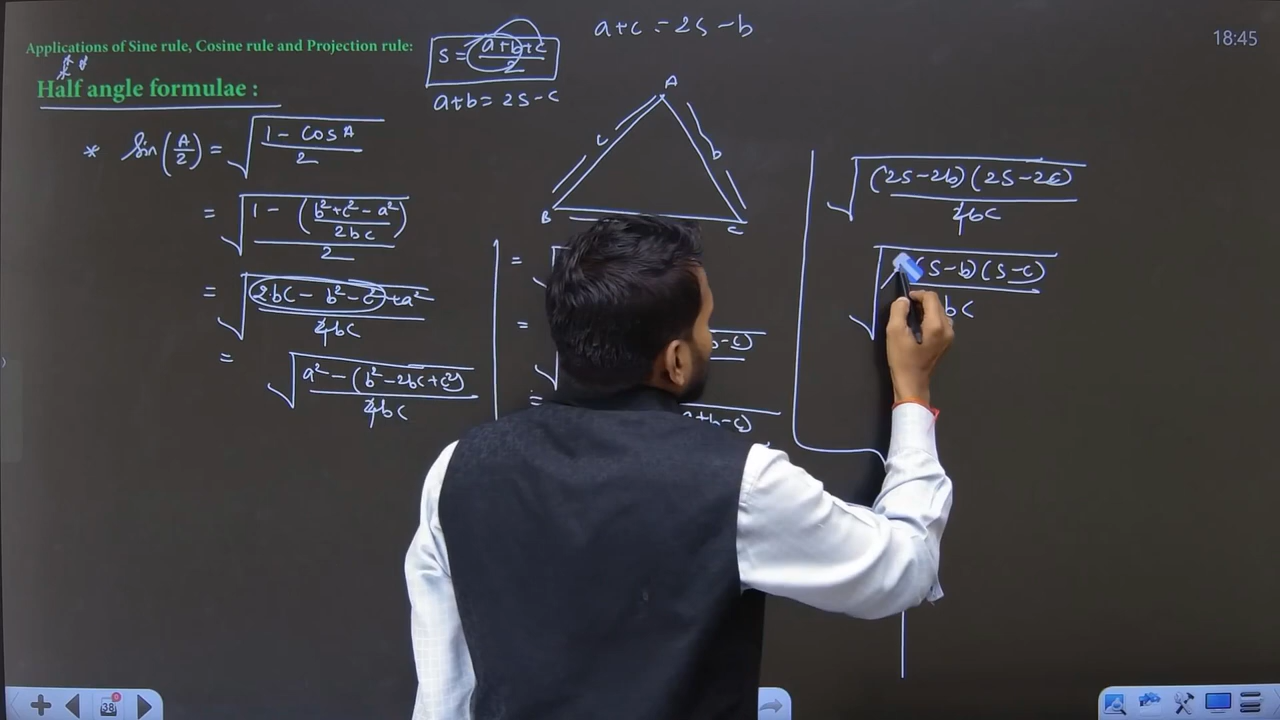 Applications of Sine rule, Cosine rule and Projection rule:
Half angle formulae :
S = a+b+c / 2
a+b = 2S-c
a+c = 2S-b
18:45
* Sin(A/2) = √((1 - Cos A)/2)
= √((1 - ((b²+c²-a²)/2bc))/2)
= √((2bc - b² - c² + a²)/4bc)
= √((a² - (b² - 2bc + c²))/4bc)
A
c
b
B
C
=
=
b-c)
=
a+b-c)
√((2S-2b)(2S-2c)/4bc)
(S-b)(S-c)
bc
38